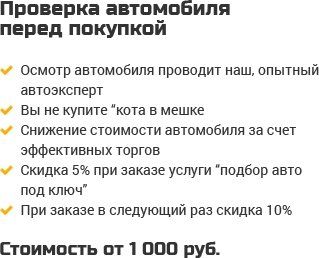 Проверка автомобиля
перед покупкой
Осмотр автомобиля проводит наш, опытный
автоэксперт
Вы не купите “кота в мешке
Снижение стоимости автомобиля за счет
эффективных торгов
Скидка 5% при заказе услуги “подбор авто
под ключ”
При заказе в следующий раз скидка 10%
Стоимость от 1 000 руб.